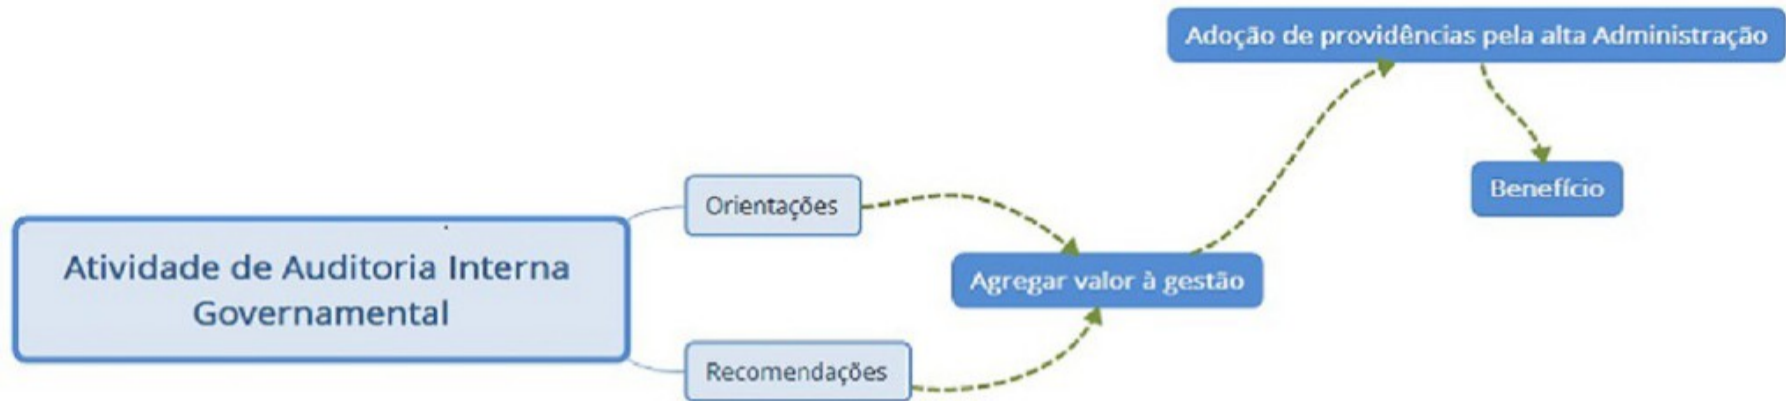 Adoção de providências pela alta Administração
Benefício
Orientações
Atividade de Auditoria Interna
Governamental
Agregar valor à gestão
Recomendações